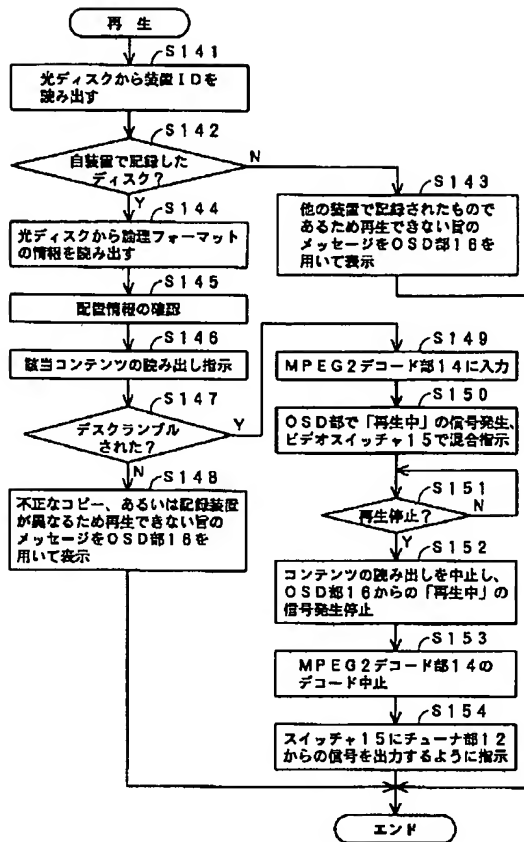 再 生
S141
光ディスクから装置IDを
読み出す
S142
自装置で記録した
ディスク?
N
Y
S143
他の装置で記録されたもので
あるため再生できない旨の
メッセージをOSD部16を
用いて表示
S144
光ディスクから論理フォーマット
の情報を読み出す
S145
配置情報の確認
S146
該当コンテンツの読み出し指示
S147
デスクランブル
された?
Y
N
S148
不正なコピー、あるいは記録装置
が異なるため再生できない旨の
メッセージをOSD部16を
用いて表示
S149
MPEG2デコード部14に入力
S150
OSD部で「再生中」の信号発生、
ビデオスイッチャ15で混合指示
S151
再生停止?
N
Y
S152
コンテンツの読み出しを中止し、
OSD部16からの「再生中」の
信号発生停止
S153
MPEG2デコード部14の
デコード中止
S154
スイッチャ15にチューナ部12
からの信号を出力するように指示
エンド